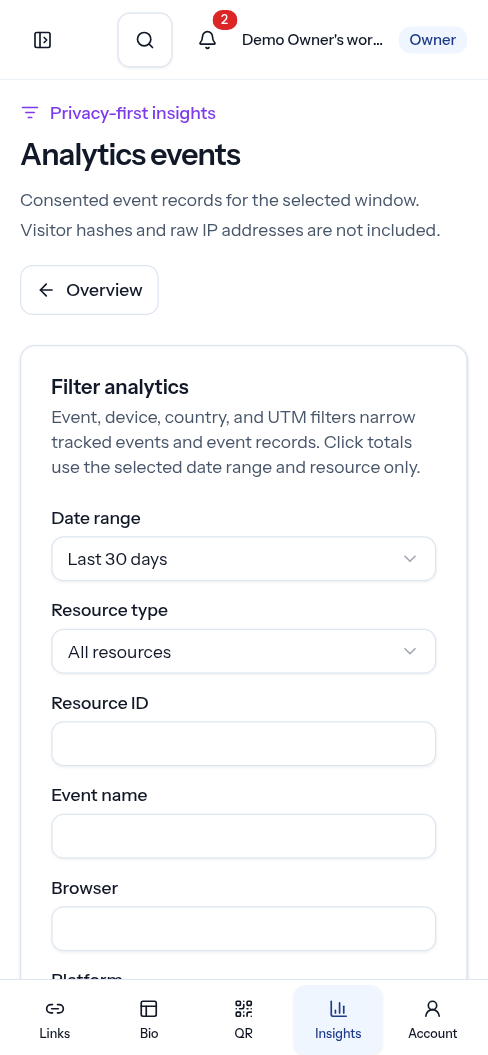 2
Demo Owner's wor...
Owner
Privacy-first insights
Analytics events
Consented event records for the selected window.
Visitor hashes and raw IP addresses are not included.
Overview
Filter analytics
Event, device, country, and UTM filters narrow
tracked events and event records. Click totals
use the selected date range and resource only.
Date range
Last 30 days
Resource type
All resources
Resource ID
Event name
Browser
Platform
Links
Bio
QR
Insights
Account